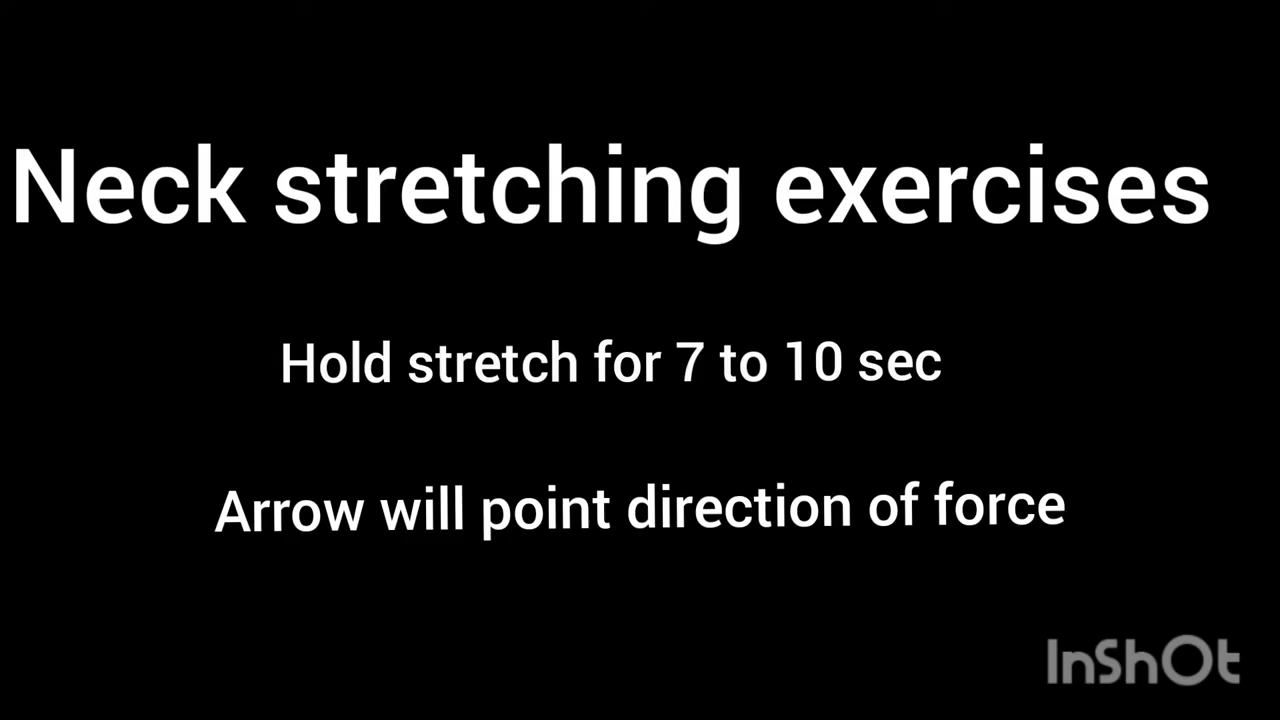 Neck stretching exercises
Hold stretch for 7 to 10 sec
Arrow will point direction of force
InShOt